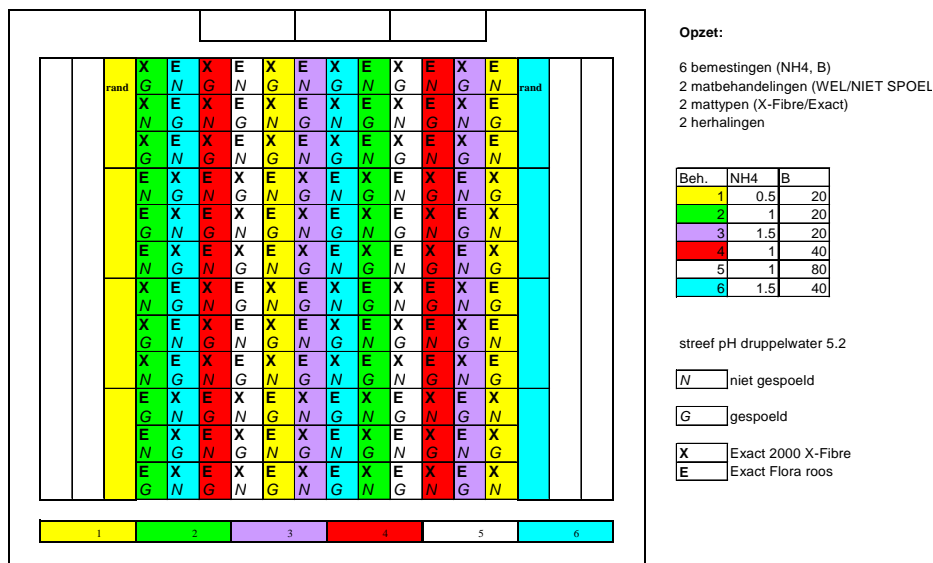 X E X E X E X E X E X E
rand G N G N G N G N G N G N rand
X E X E X E X E X E X E
N G N G N G N G N G N G
X E X E X E X E X E X E
G N G N G N G N G N G N
E X E X E X E X E X E X
N G N G N G N G N G N G
E X E X E X E X E X E X
G N G N G N G N G N G N
E X E X E X E X E X E X
N G N G N G N G N G N G
X E X E X E X E X E X E
N G N G N G N G N G N G
X E X E X E X E X E X E
G N G N G N G N G N G N
X E X E X E X E X E X E
N G N G N G N G N G N G
E X E X E X E X E X E X
G N G N G N G N G N G N
E X E X E X E X E X E X
N G N G N G N G N G N G
E X E X E X E X E X E X
G N G N G N G N G N G N
1 2 3 4 5 6
Opzet:
6 bemestingen (NH4, B)
2 matbehandelingen (WEL/NIET SPOEL
2 mattypen (X-Fibre/Exact)
2 herhalingen
Beh. NH4 B
1 0.5 20
2 1 20
3 1.5 20
4 1 40
5 1 80
6 1.5 40
streef pH druppelwater 5.2
N niet gespoeld
G gespoeld
X Exact 2000 X-Fibre
E Exact Flora roos